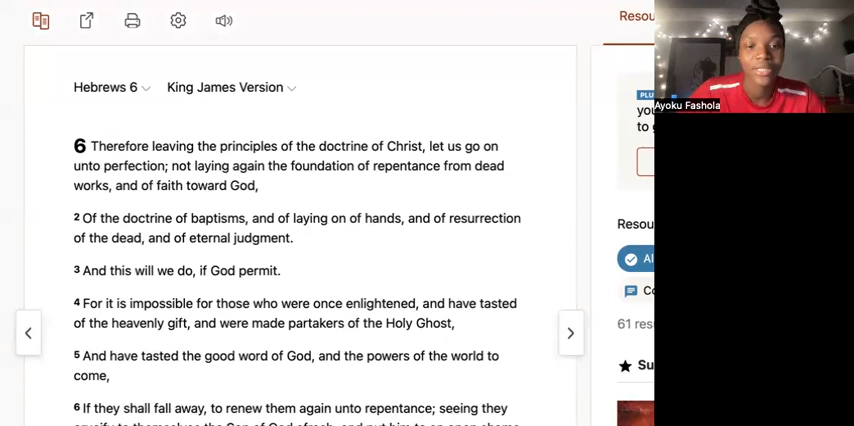 Resou
Hebrews 6 King James Version
PLU
Ayoku Fashola
you
to g
6 Therefore leaving the principles of the doctrine of Christ, let us go on
unto perfection; not laying again the foundation of repentance from dead
works, and of faith toward God,
2 Of the doctrine of baptisms, and of laying on of hands, and of resurrection
of the dead, and of eternal judgment.
3 And this will we do, if God permit.
4 For it is impossible for those who were once enlightened, and have tasted
of the heavenly gift, and were made partakers of the Holy Ghost,
5 And have tasted the good word of God, and the powers of the world to
come,
6 If they shall fall away, to renew them again unto repentance; seeing they
Resou
Al
Co
61 res
Su